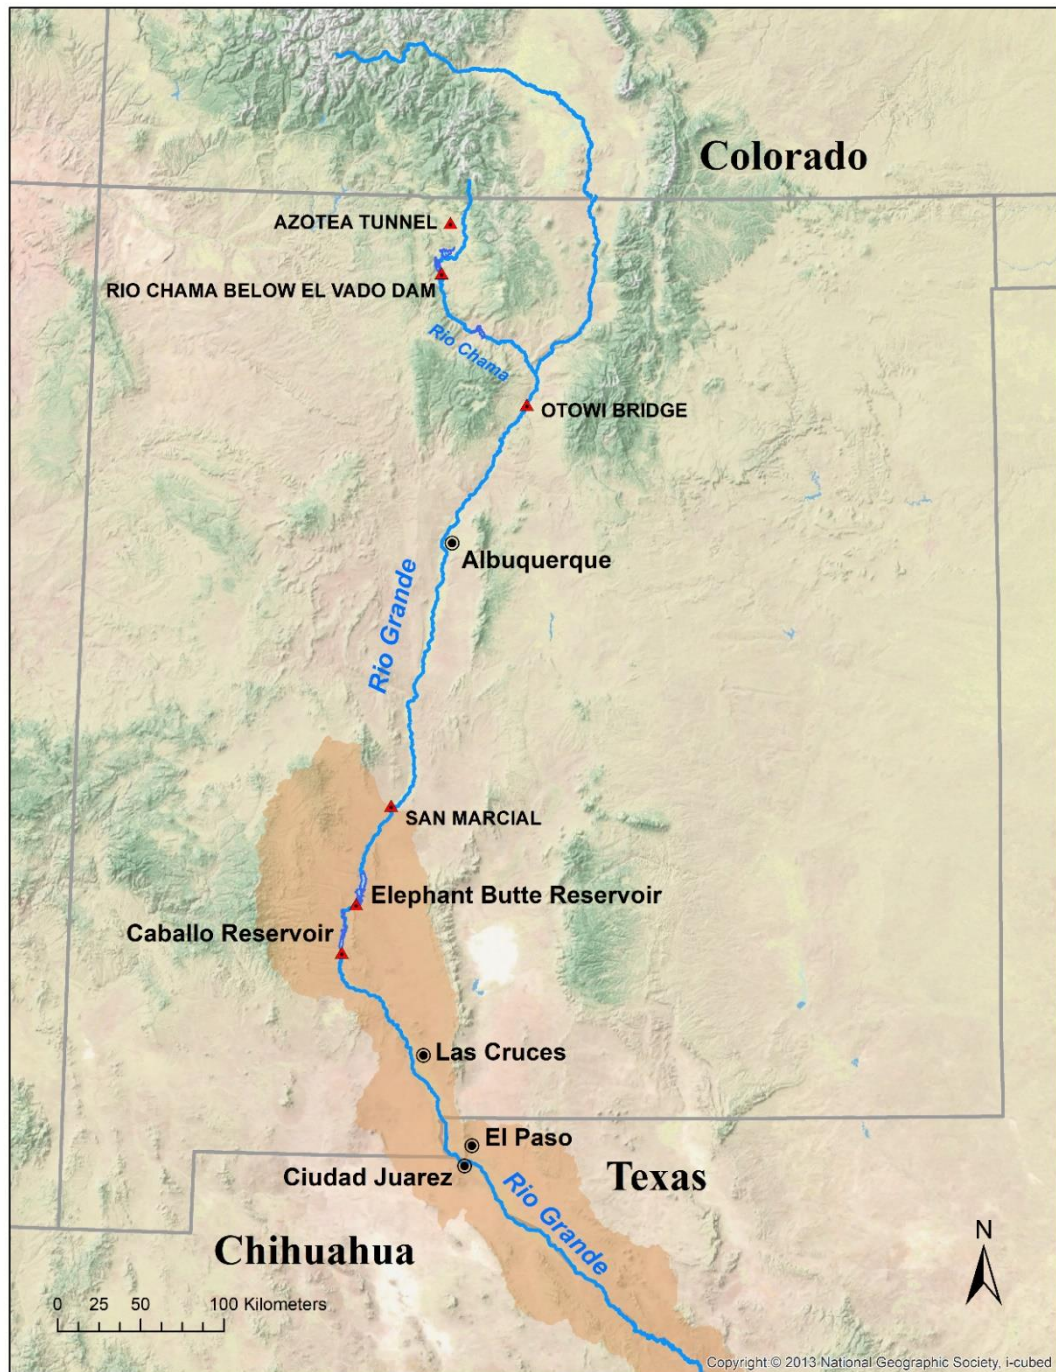 Colorado
AZOTEA TUNNEL
RIO CHAMA BELOW EL VADO DAM
Rio Chama
OTOWI BRIDGE
Albuquerque
Rio Grande
SAN MARCIAL
Elephant Butte Reservoir
Caballo Reservoir
Las Cruces
El Paso
Ciudad Juarez
Texas
Rio Grande
Chihuahua
N
0 25 50 100 Kilometers
Copyright © 2013 National Geographic Society, i-cubed